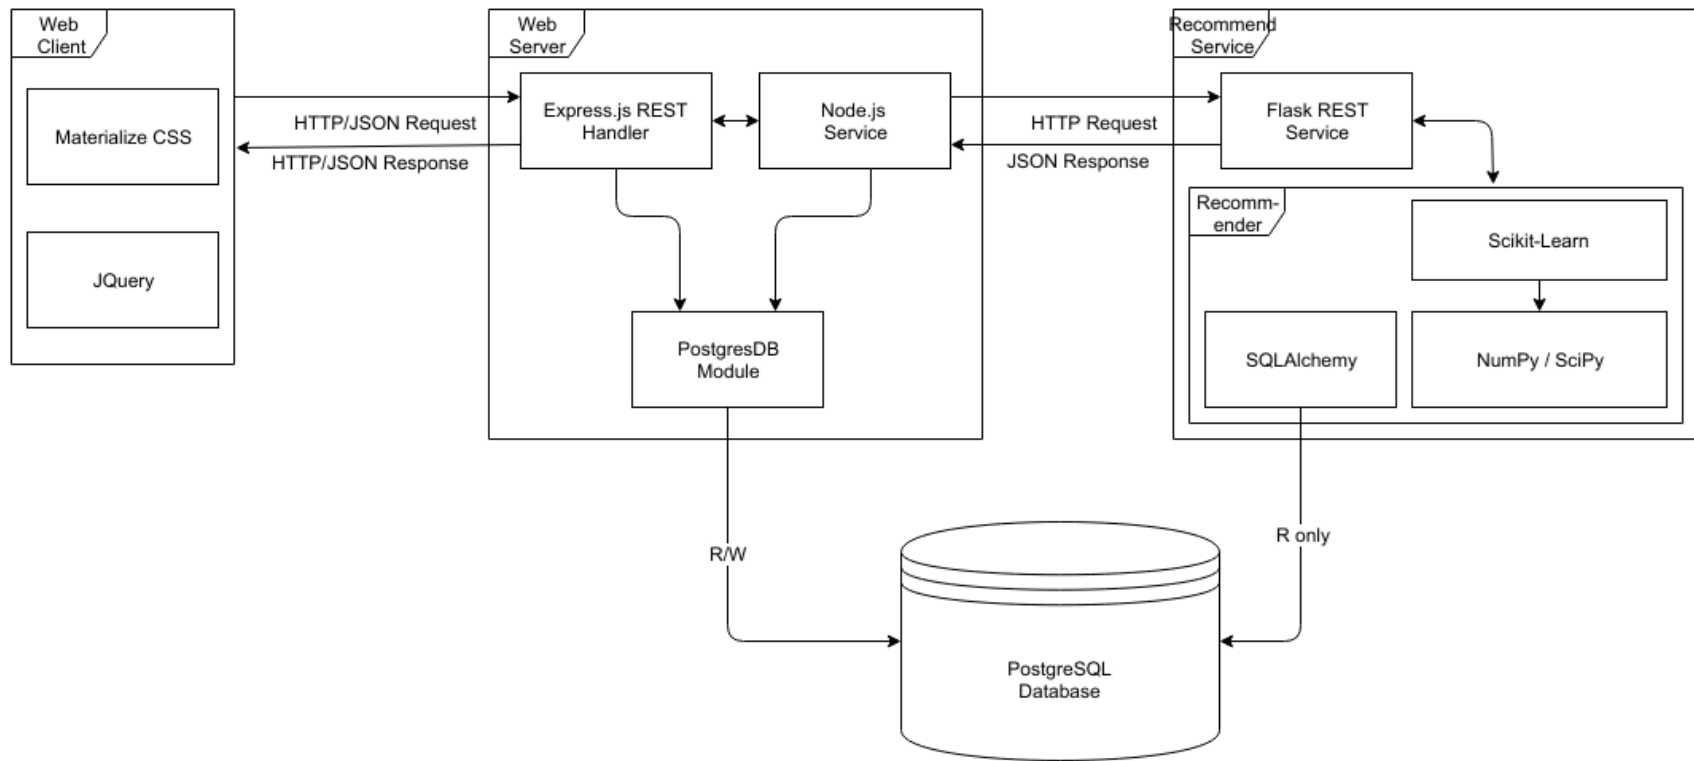 Web
Client
Materialize CSS
JQuery
HTTP/JSON Request
HTTP/JSON Response
Web
Server
Express.js REST
Handler
Node.js
Service
PostgresDB
Module
HTTP Request
JSON Response
Recommend
Service
Flask REST
Service
Recomm-
ender
Scikit-Learn
SQLAlchemy
NumPy / SciPy
R/W
R only
PostgreSQL
Database